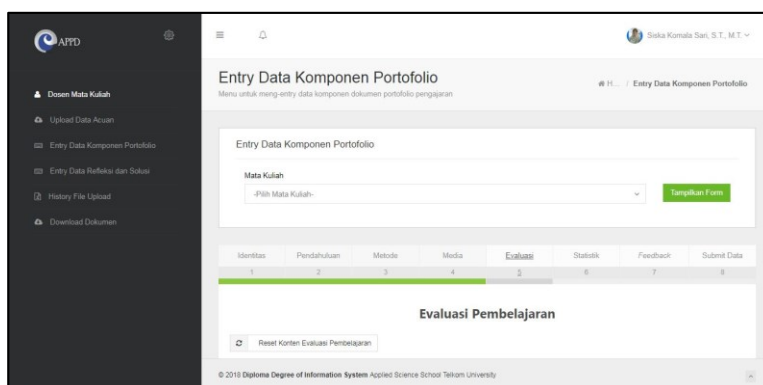 APPD
Siska Komala Sari, S.T., M.T.
Dosen Mata Kuliah
Upload Data Acuan
Entry Data Komponen Portofolio
Entry Data Refleksi dan Solusi
History File Upload
Download Dokumen
Entry Data Komponen Portofolio
Menu untuk meng-entry data komponen dokumen portofolio pengajaran
H... / Entry Data Komponen Portofolio
Entry Data Komponen Portofolio
Mata Kuliah
-Pilih Mata Kuliah-
Tampilkan Form
Identitas Pendahuluan Metode Media Evaluasi Statistik Feedback Submit Data
1 2 3 4 5 6 7 8
Evaluasi Pembelajaran
Reset Konten Evaluasi Pembelajaran
© 2018 Diploma Degree of Information System Applied Science School Telkom University